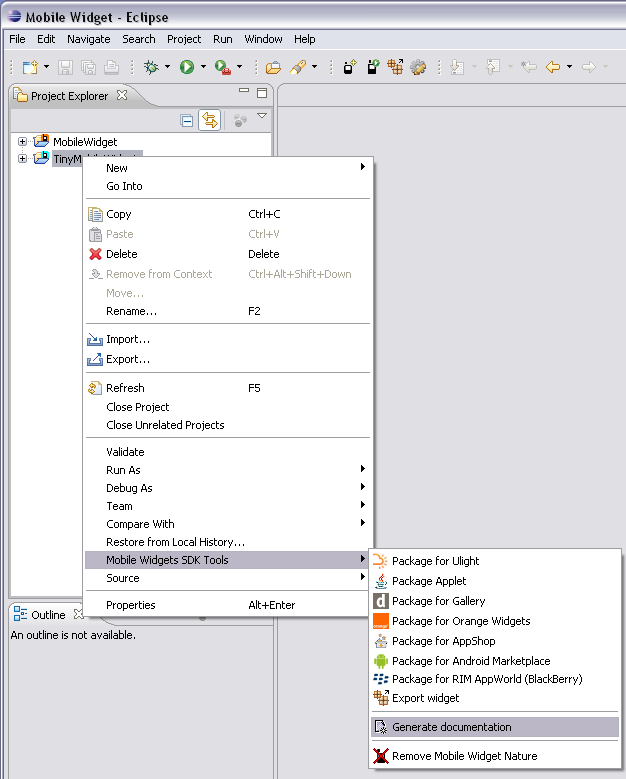 Mobile Widget - Eclipse
File Edit Navigate Search Project Run Window Help
Project Explorer
MobileWidget
New
Go Into
Copy Ctrl+C
Paste Ctrl+V
Delete Delete
Remove from Context Ctrl+Alt+Shift+Down
Move...
Rename... F2
Import...
Export...
Refresh F5
Close Project
Close Unrelated Projects
Validate
Run As
Debug As
Team
Compare With
Restore from Local History...
Mobile Widgets SDK Tools
Source
Properties Alt+Enter
Package for Ulight
Package Applet
Package for Gallery
Package for Orange Widgets
Package for AppShop
Package for Android Marketplace
Package for RIM AppWorld (BlackBerry)
Export widget
Generate documentation
Remove Mobile Widget Nature
Outline
An outline is not available.